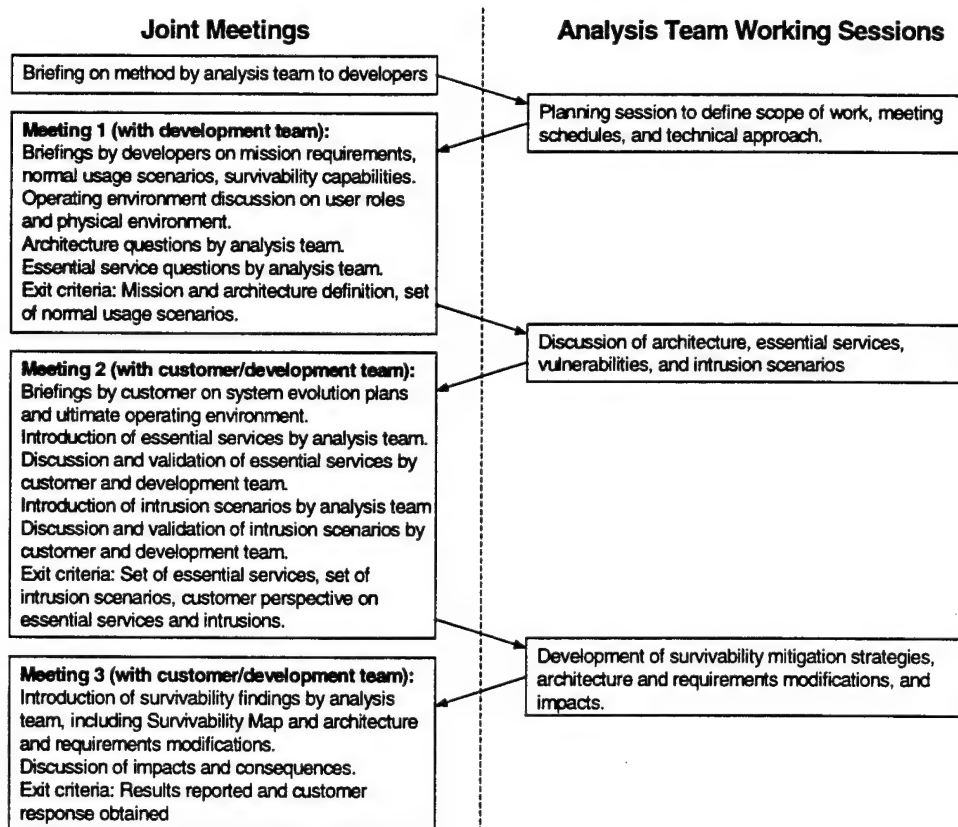 Joint Meetings
Analysis Team Working Sessions
Briefing on method by analysis team to developers
Planning session to define scope of work, meeting
schedules, and technical approach.
Meeting 1 (with development team):
Briefings by developers on mission requirements,
normal usage scenarios, survivability capabilities.
Operating environment discussion on user roles
and physical environment.
Architecture questions by analysis team.
Essential service questions by analysis team.
Exit criteria: Mission and architecture definition, set
of normal usage scenarios.
Discussion of architecture, essential services,
vulnerabilities, and intrusion scenarios
Meeting 2 (with customer/development team):
Briefings by customer on system evolution plans
and ultimate operating environment.
Introduction of essential services by analysis team.
Discussion and validation of essential services by
customer and development team.
Introduction of intrusion scenarios by analysis team
Discussion and validation of intrusion scenarios by
customer and development team.
Exit criteria: Set of essential services, set of
intrusion scenarios, customer perspective on
essential services and intrusions.
Development of survivability mitigation strategies,
architecture and requirements modifications, and
impacts.
Meeting 3 (with customer/development team):
Introduction of survivability findings by analysis
team, including Survivability Map and architecture
and requirements modifications.
Discussion of impacts and consequences.
Exit criteria: Results reported and customer
response obtained